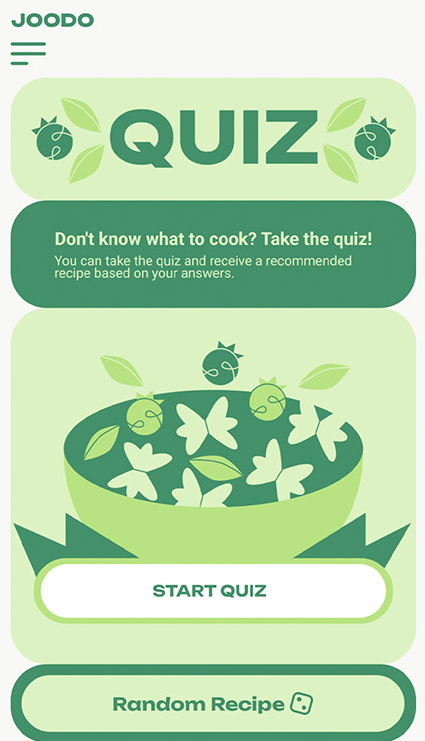 JOODO
QUIZ
Don't know what to cook? Take the quiz!
You can take the quiz and receive a recommended
recipe based on your answers.
START QUIZ
Random Recipe